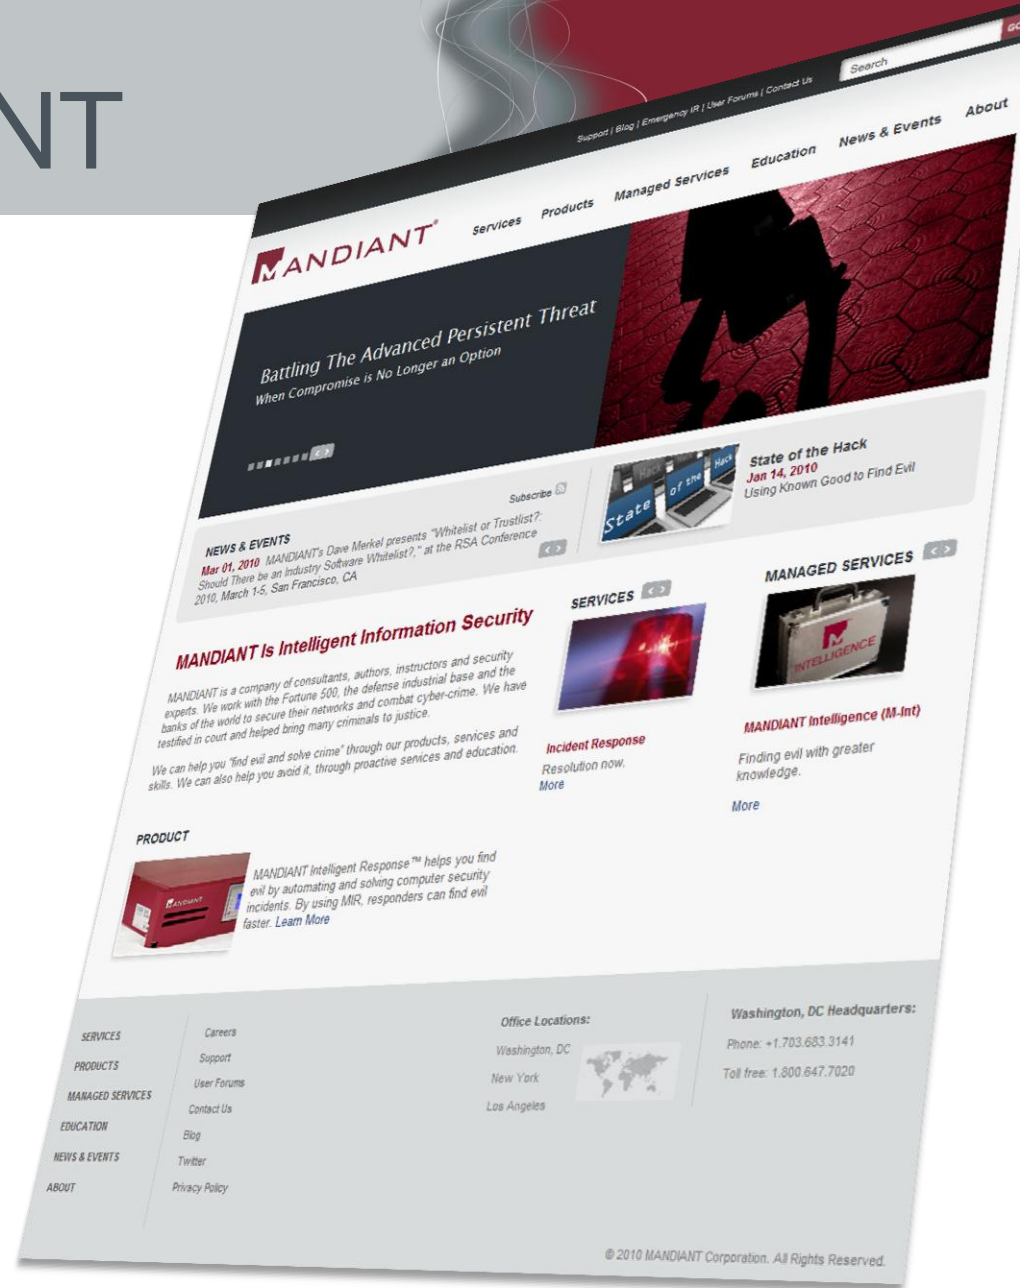 NT
Support | Blog | Emergency IR | User Forums | Contact Us
Search
GO
MANDIANT®
Services Products Managed Services Education News & Events About
Battling The Advanced Persistent Threat
When Compromise is No Longer an Option
Subscribe
NEWS & EVENTS
Mar 01, 2010 MANDIANT's Dave Merkel presents "Whitelist or Trustlist?:
Should There be an Industry Software Whitelist?," at the RSA Conference
2010, March 1-5, San Francisco, CA
State of the Hack
State of the Hack
Jan 14, 2010
Using Known Good to Find Evil
MANDIANT Is Intelligent Information Security
MANDIANT is a company of consultants, authors, instructors and security
experts. We work with the Fortune 500, the defense industrial base and the
banks of the world to secure their networks and combat cyber-crime. We have
testified in court and helped bring many criminals to justice.
We can help you "find evil and solve crime" through our products, services and
skills. We can also help you avoid it, through proactive services and education.
SERVICES
Incident Response
Resolution now.
More
MANAGED SERVICES
INTELLIGENCE
MANDIANT Intelligence (M-Int)
Finding evil with greater
knowledge.
More
PRODUCT
MANDIANT
MANDIANT Intelligent Response™ helps you find
evil by automating and solving computer security
incidents. By using MIR, responders can find evil
faster. Learn More
SERVICES
PRODUCTS
MANAGED SERVICES
EDUCATION
NEWS & EVENTS
ABOUT
Careers
Support
User Forums
Contact Us
Blog
Twitter
Privacy Policy
Office Locations:
Washington, DC
New York
Los Angeles
Washington, DC Headquarters:
Phone: +1.703.683.3141
Toll free: 1.800.647.7020
© 2010 MANDIANT Corporation. All Rights Reserved.